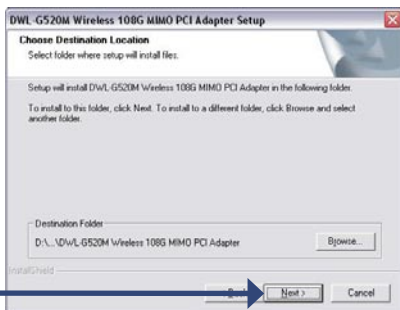 DWL-G520M Wireless 108G MIMO PCI Adapter Setup
Choose Destination Location
Select folder where setup will install files.
Setup will install DWL-G520M Wireless 108G MIMO PCI Adapter in the following folder.
To install to this folder, click Next. To install to a different folder, click Browse and select
another folder.
Destination Folder
D:\...\DWL-G520M Wireless 108G MIMO PCI Adapter
Browse...
InstallShield
Next >
Cancel